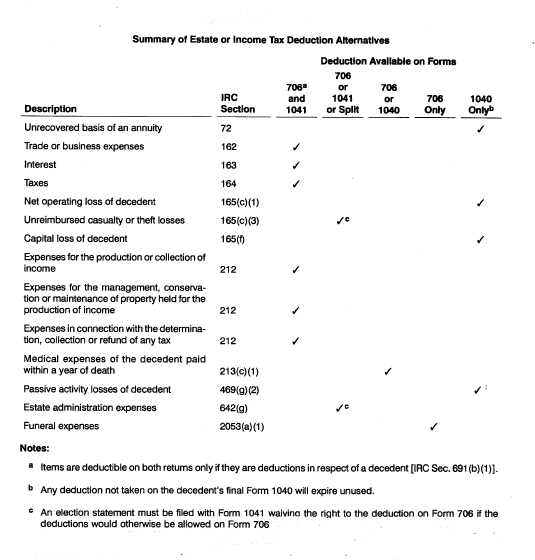 Summary of Estate or Income Tax Deduction Alternatives
Deduction Available on Forms
706
706ᵃ or 706
IRC and 1041 or 706 1040
Description Section 1041 or Split 1040 Only Onlyᵇ
Unrecovered basis of an annuity 72 ✓
Trade or business expenses 162 ✓
Interest 163 ✓
Taxes 164 ✓
Net operating loss of decedent 165(c)(1) ✓
Unreimbursed casualty or theft losses 165(c)(3) ✓ᶜ
Capital loss of decedent 165(f) ✓
Expenses for the production or collection of
income 212 ✓
Expenses for the management, conserva-
tion or maintenance of property held for the
production of income 212 ✓
Expenses in connection with the determina-
tion, collection or refund of any tax 212 ✓
Medical expenses of the decedent paid
within a year of death 213(c)(1) ✓
Passive activity losses of decedent 469(g)(2) ✓
Estate administration expenses 642(g) ✓ᶜ
Funeral expenses 2053(a)(1) ✓
Notes:
ᵃ Items are deductible on both returns only if they are deductions in respect of a decedent [IRC Sec. 691(b)(1)].
ᵇ Any deduction not taken on the decedent's final Form 1040 will expire unused.
ᶜ An election statement must be filed with Form 1041 waiving the right to the deduction on Form 706 if the
deductions would otherwise be allowed on Form 706